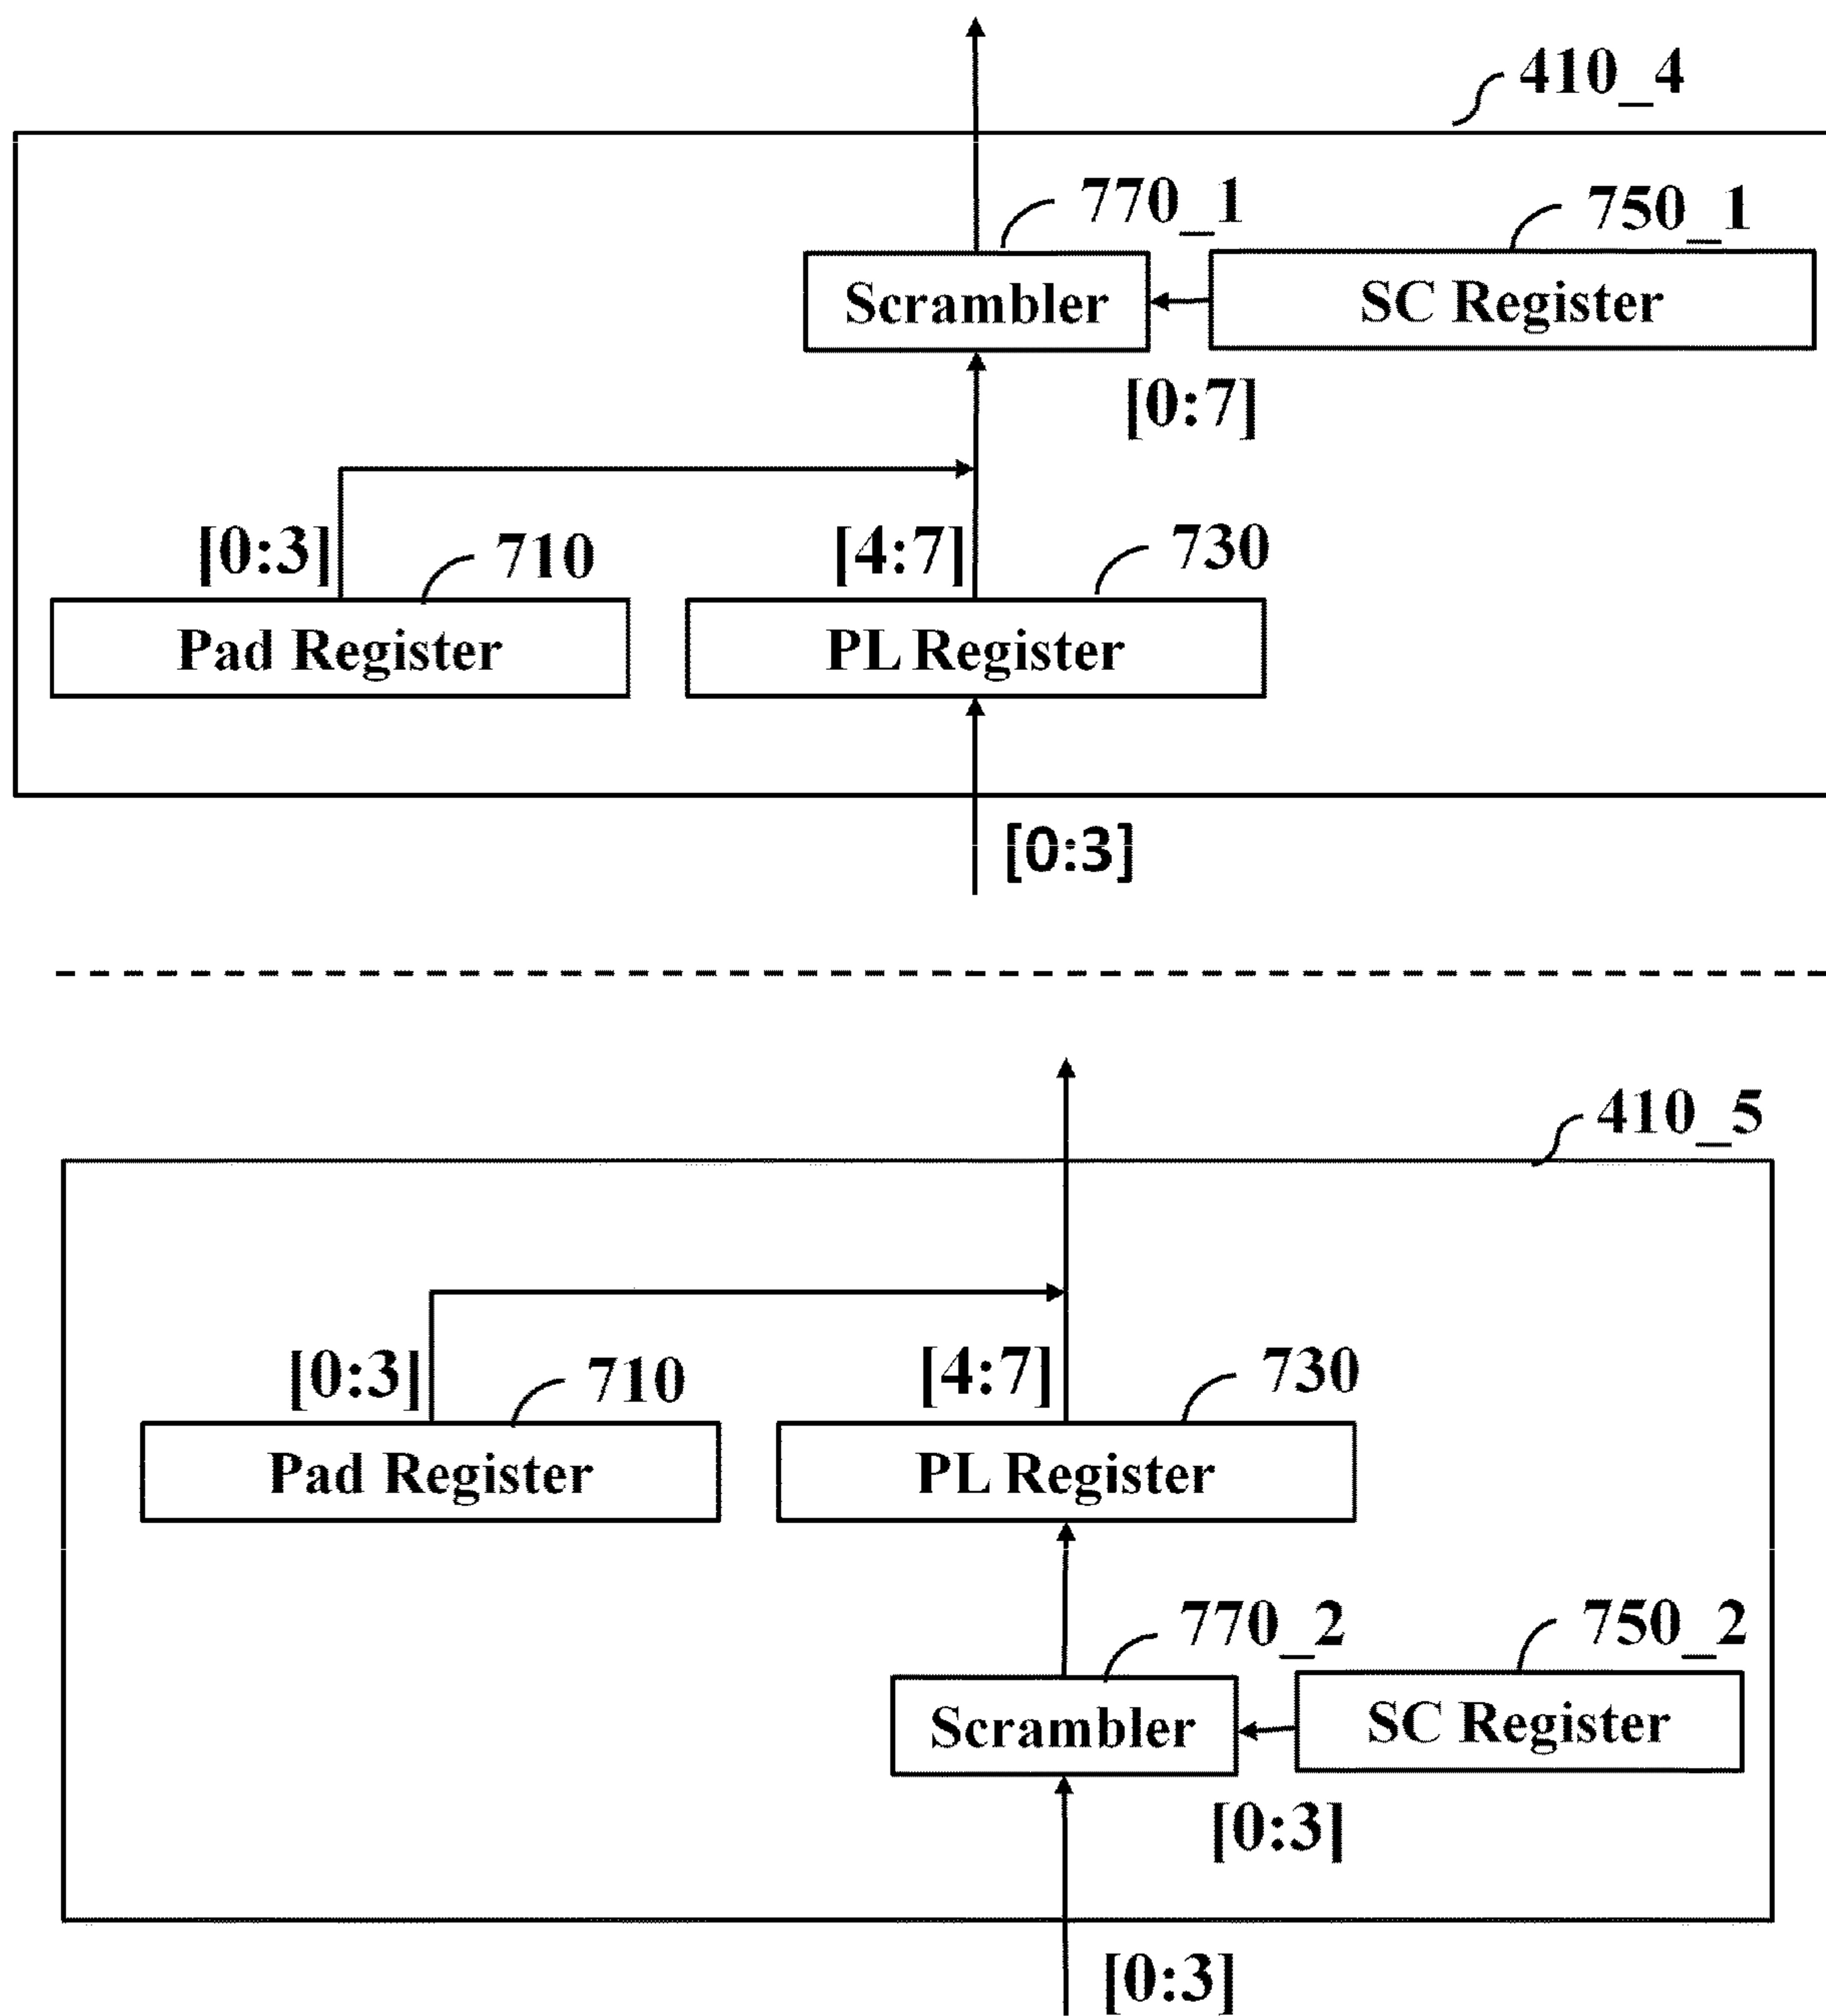 410_4
770_1
750_1
Scrambler
SC Register
[0:7]
[0:3]
710
[4:7]
730
Pad Register
PL Register
[0:3]
410_5
[0:3]
710
[4:7]
730
Pad Register
PL Register
770_2
750_2
Scrambler
SC Register
[0:3]
[0:3]